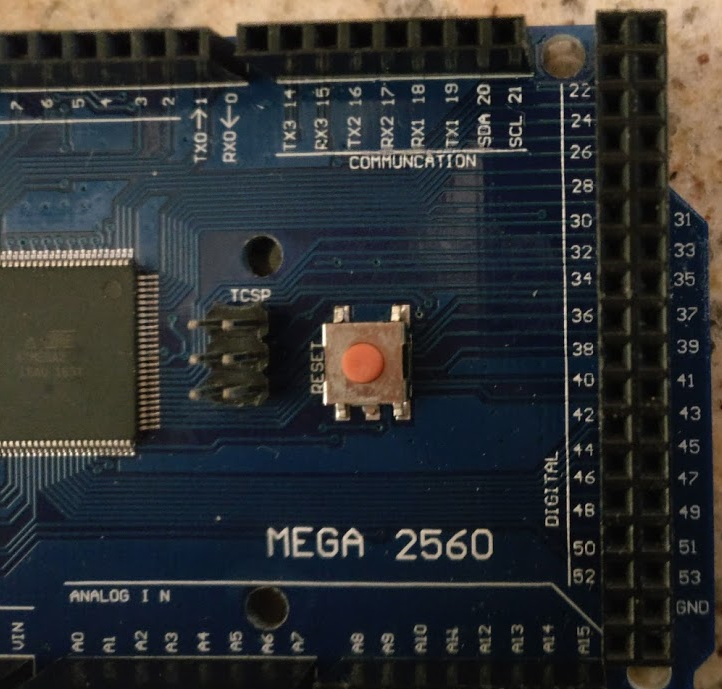 7 6 5 4 3 2 TX0→1 RX0←0
TX3 14 RX3 15 TX2 16 RX2 17 RX1 18 TX1 19 SDA 20 SCL 21
COMMUNCATION
22
24
26
28
30 31
32 33
34 35
36 37
38 39
40 41
42 43
44 45
46 47
48 49
50 51
52 53
GND
DIGITAL
ICSP
RESET
MEGA 2560
ANALOG I N
VIN A0 A1 A2 A3 A4 A5 A6 A7 A8 A9 A10 A11 A12 A13 A14 A15